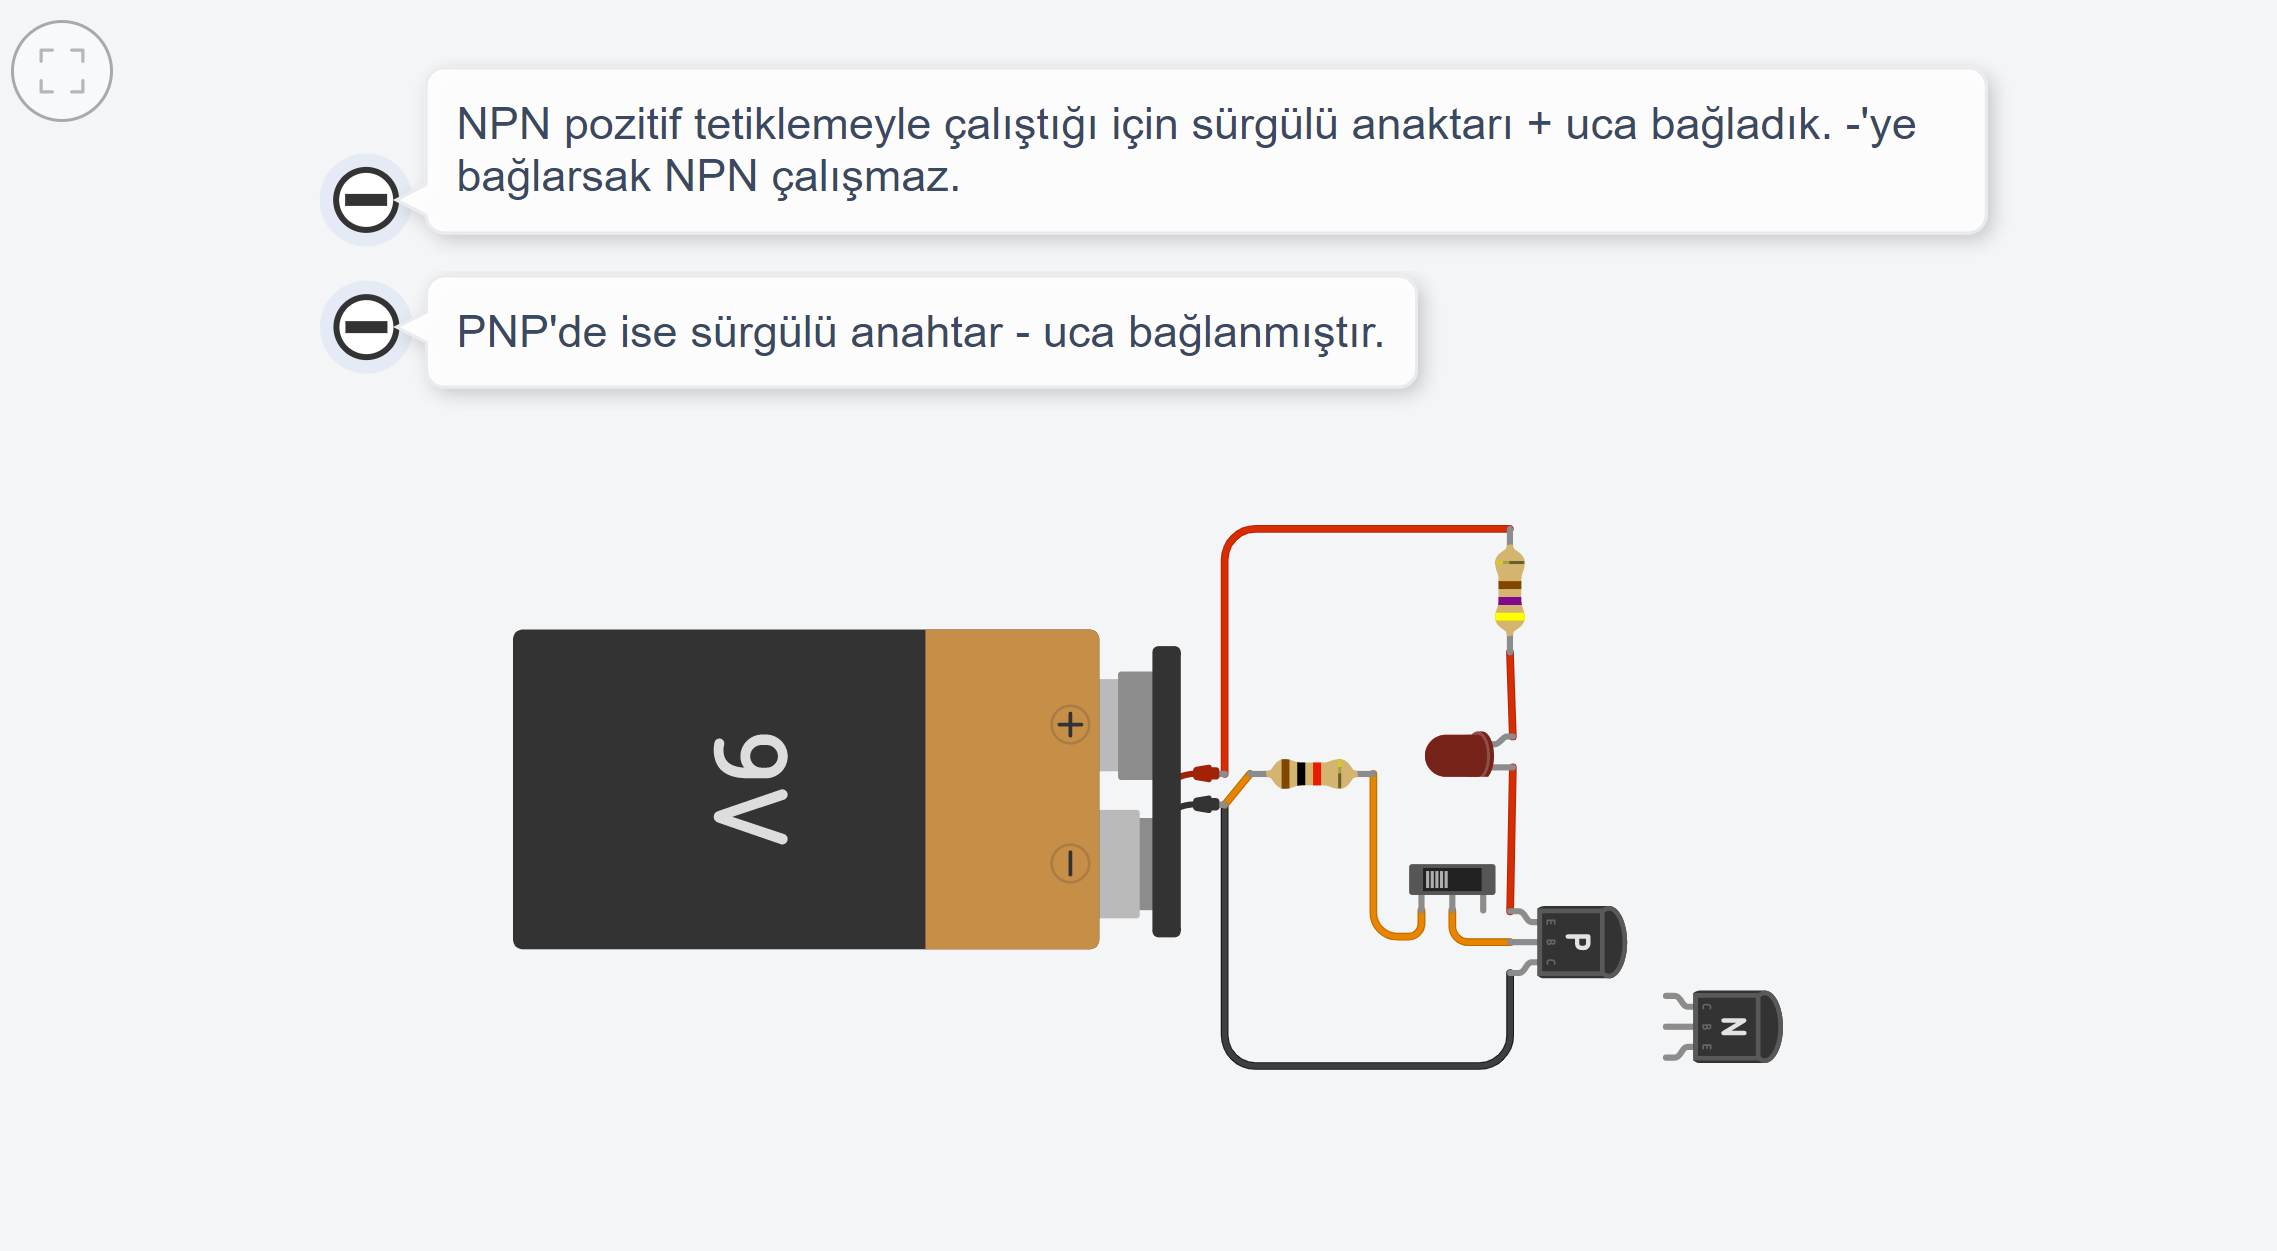 NPN pozitif tetiklemeyle çalıştığı için sürgülü anaktarı + uca bağladık. -'ye
bağlarsak NPN çalışmaz.
PNP'de ise sürgülü anahtar - uca bağlanmıştır.
9V
+
-
E
B
C
P
C
B
E
N